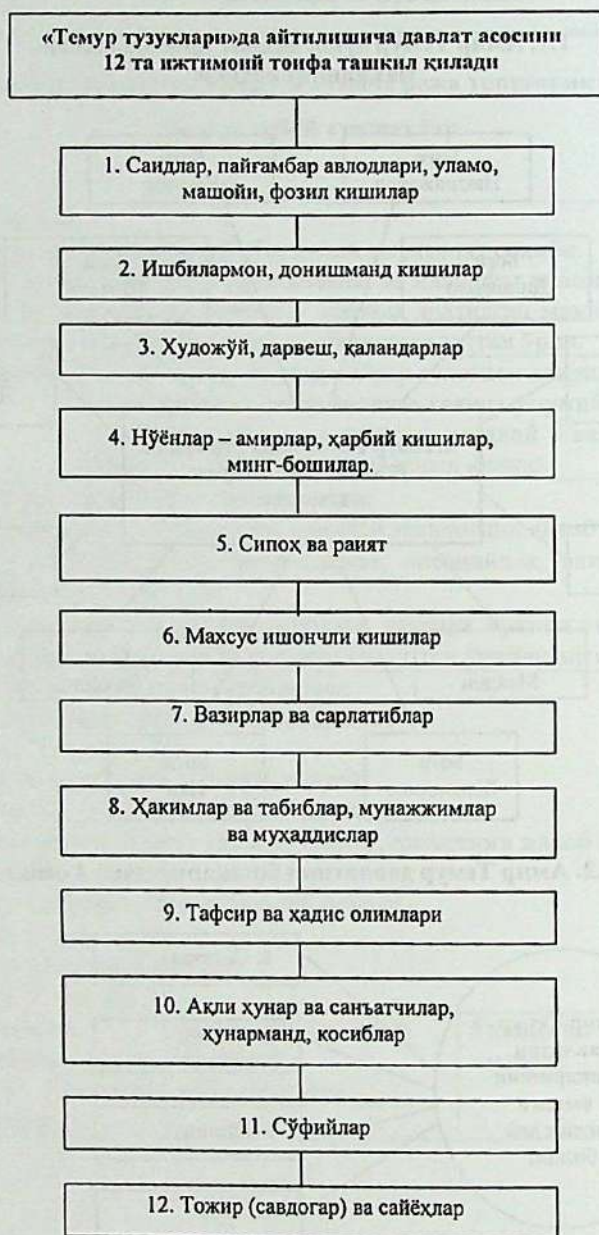 «Темур тузуклари»да айтилишича давлат асосини
12 та ижтимоий тоифа ташкил қилади
1. Саидлар, пайғамбар авлодлари, уламо,
машойи, фозил кишилар
2. Ишбилармон, донишманд кишилар
3. Художўй, дарвеш, қаландарлар
4. Нўёнлар – амирлар, ҳарбий кишилар,
минг-бошилар.
5. Сипоҳ ва раият
6. Махсус ишончли кишилар
7. Вазирлар ва сарлатиблар
8. Ҳакимлар ва табиблар, мунажжимлар
ва муҳаддислар
9. Тафсир ва ҳадис олимлари
10. Ақли ҳунар ва санъатчилар,
ҳунарманд, косиблар
11. Сўфийлар
12. Тожир (савдогар) ва сайёҳлар